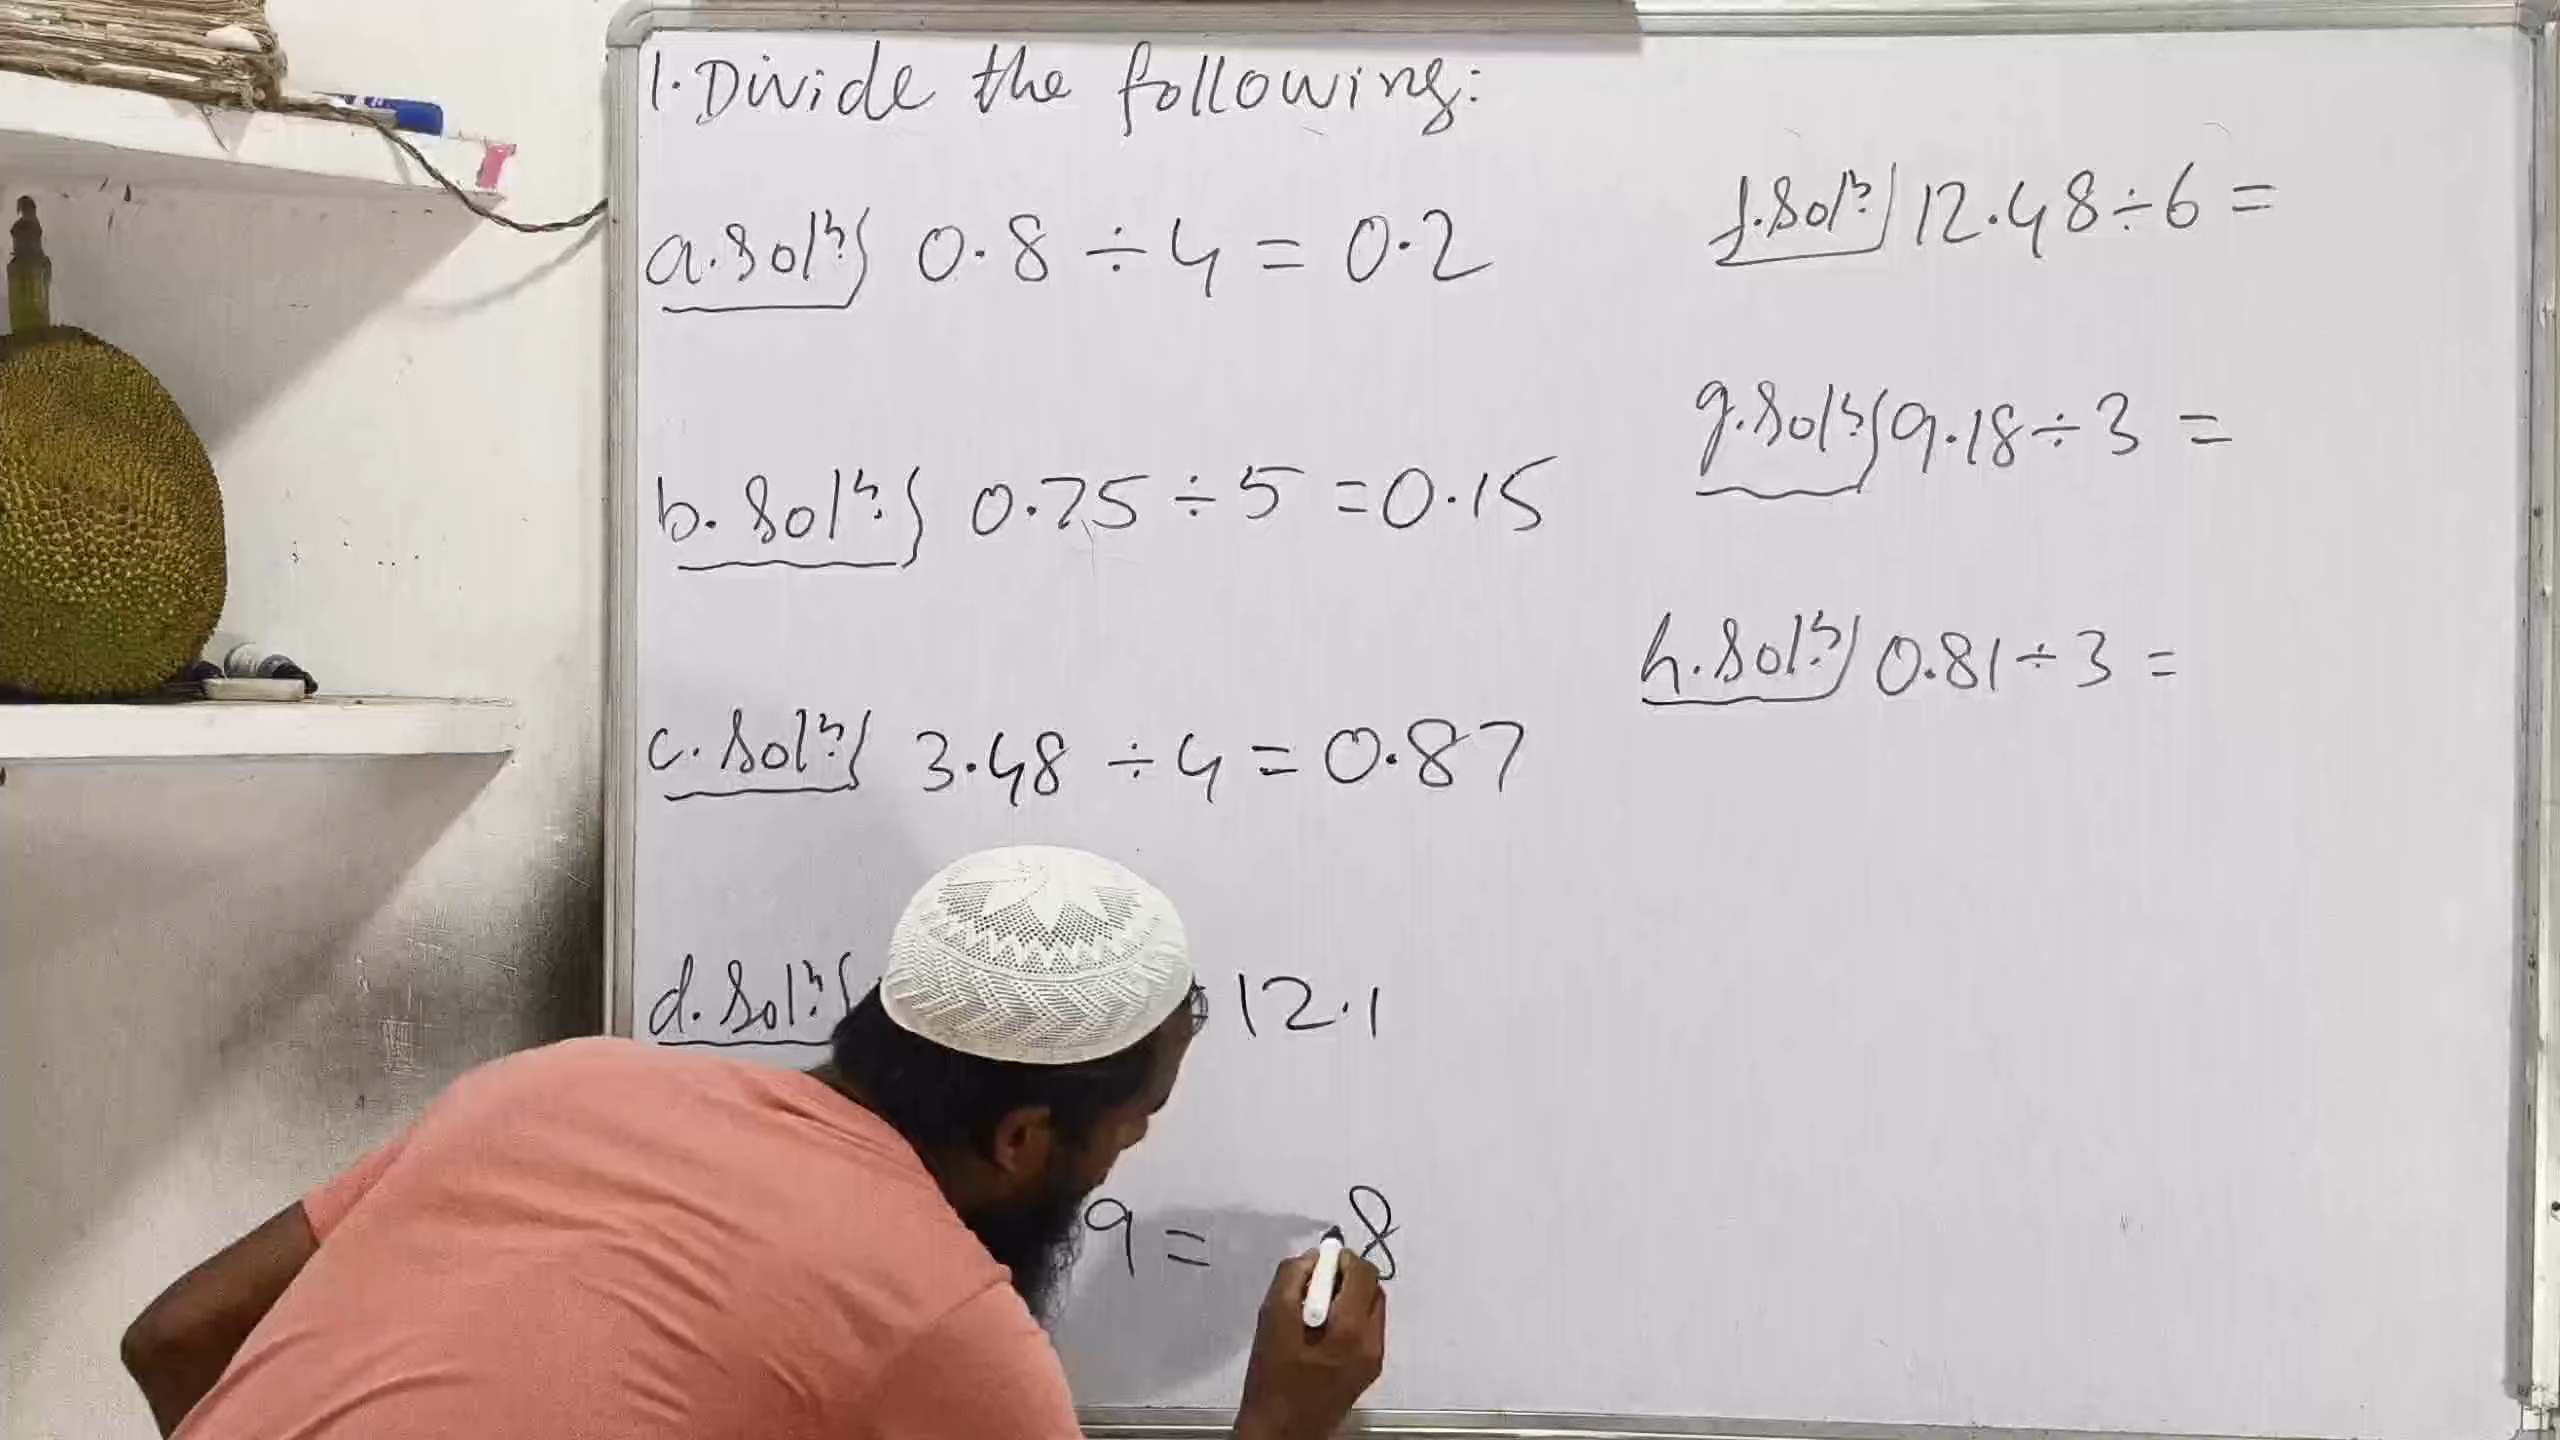 1. Divide the following:
a. Solⁿ: 0.8 ÷ 4 = 0.2
b. Solⁿ: 0.75 ÷ 5 = 0.15
c. Solⁿ: 3.48 ÷ 4 = 0.87
d. Solⁿ: 12.1
9 = .8
f. Solⁿ: 12.48 ÷ 6 =
g. Solⁿ: 9.18 ÷ 3 =
h. Solⁿ: 0.81 ÷ 3 =